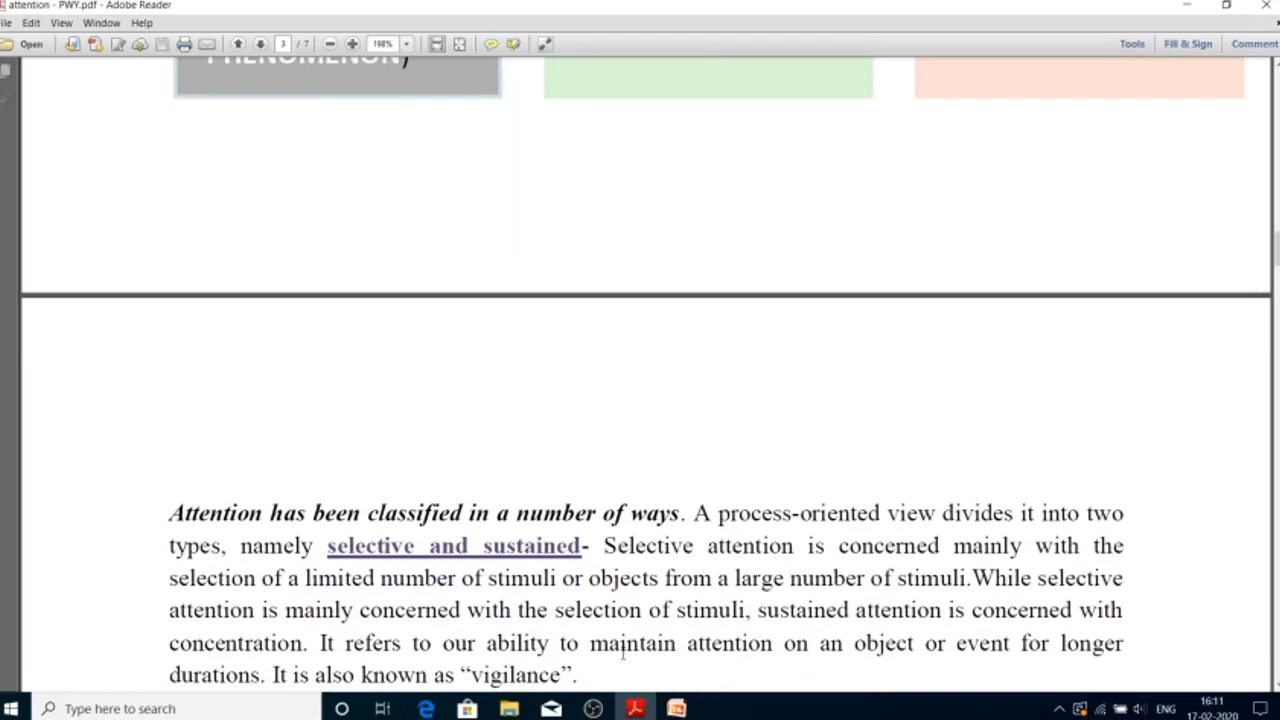 attention - PWY.pdf - Adobe Reader
File Edit View Window Help
Open 3 / 7 198% Tools Fill & Sign Comment
PHENOMENON)
Attention has been classified in a number of ways. A process-oriented view divides it into two
types, namely selective and sustained- Selective attention is concerned mainly with the
selection of a limited number of stimuli or objects from a large number of stimuli.While selective
attention is mainly concerned with the selection of stimuli, sustained attention is concerned with
concentration. It refers to our ability to maintain attention on an object or event for longer
durations. It is also known as “vigilance”.
Type here to search
ENG
16:11
17-02-2020